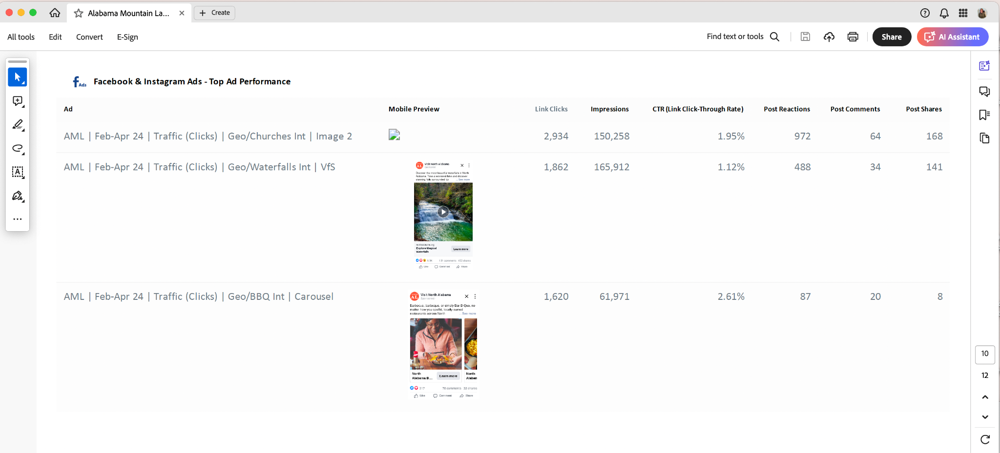 Alabama Mountain La...
Create
All tools
Edit
Convert
E-Sign
Find text or tools
Share
AI Assistant
f Ads
Facebook & Instagram Ads - Top Ad Performance
Ad
Mobile Preview
Link Clicks
Impressions
CTR (Link Click-Through Rate)
Post Reactions
Post Comments
Post Shares
AML | Feb-Apr 24 | Traffic (Clicks) | Geo/Churches Int | Image 2
2,934
150,258
1.95%
972
64
168
AML | Feb-Apr 24 | Traffic (Clicks) | Geo/Waterfalls Int | VfS
Visit North Alabama
Sponsored
Discover the most beautiful waterfalls in North
Alabama. Take a weekend hike and discover
stunning falls surrounded by ... See more
northalabama.org
Explore Magical
Waterfalls
Learn more
1.9K
131 comments
452 shares
Like
Comment
Share
1,862
165,912
1.12%
488
34
141
AML | Feb-Apr 24 | Traffic (Clicks) | Geo/BBQ Int | Carousel
AL
Visit North Alabama
Barbecue, barbeque, or simply Bar-B-Que, no
matter how you spell it, locally-owned
restaurants across North ...See more
North
Alabama B...
Learn more
North
Alaban
317
78 comments
33 shares
Like
Comment
Share
1,620
61,971
2.61%
87
20
8
10
12